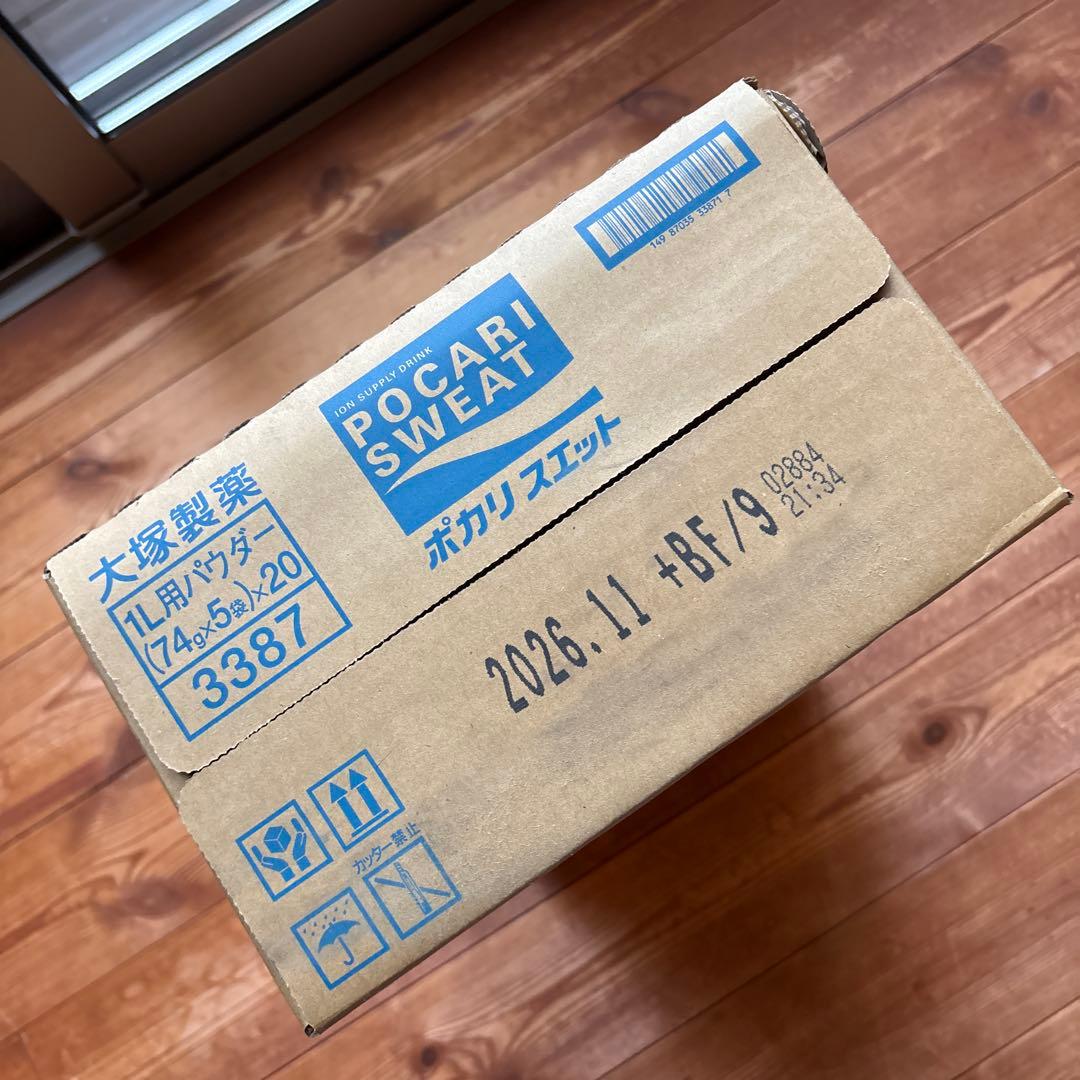 149 87035 33871 7
ION SUPPLY DRINK
POCARI
SWEAT
ポカリスエット
大塚製薬
1L用パウダー
(74g×5袋)×20
3387
2026.11 +BF/9
02884
21:34
カッター禁止